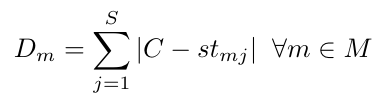 $D_m = \sum_{j=1}^{S} |C - st_{mj}| \;\; \forall m \in M$